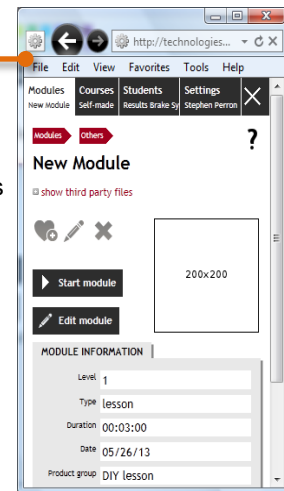 http://technologies...
File Edit View Favorites Tools Help
Modules Courses Students Settings
New Module Self-made Results Brake Sy Stephen Perron
Modules Others ?
New Module
show third party files
s
200x200
Start module
Edit module
MODULE INFORMATION
Level 1
Type lesson
Duration 00:03:00
Date 05/26/13
Product group DIY lesson